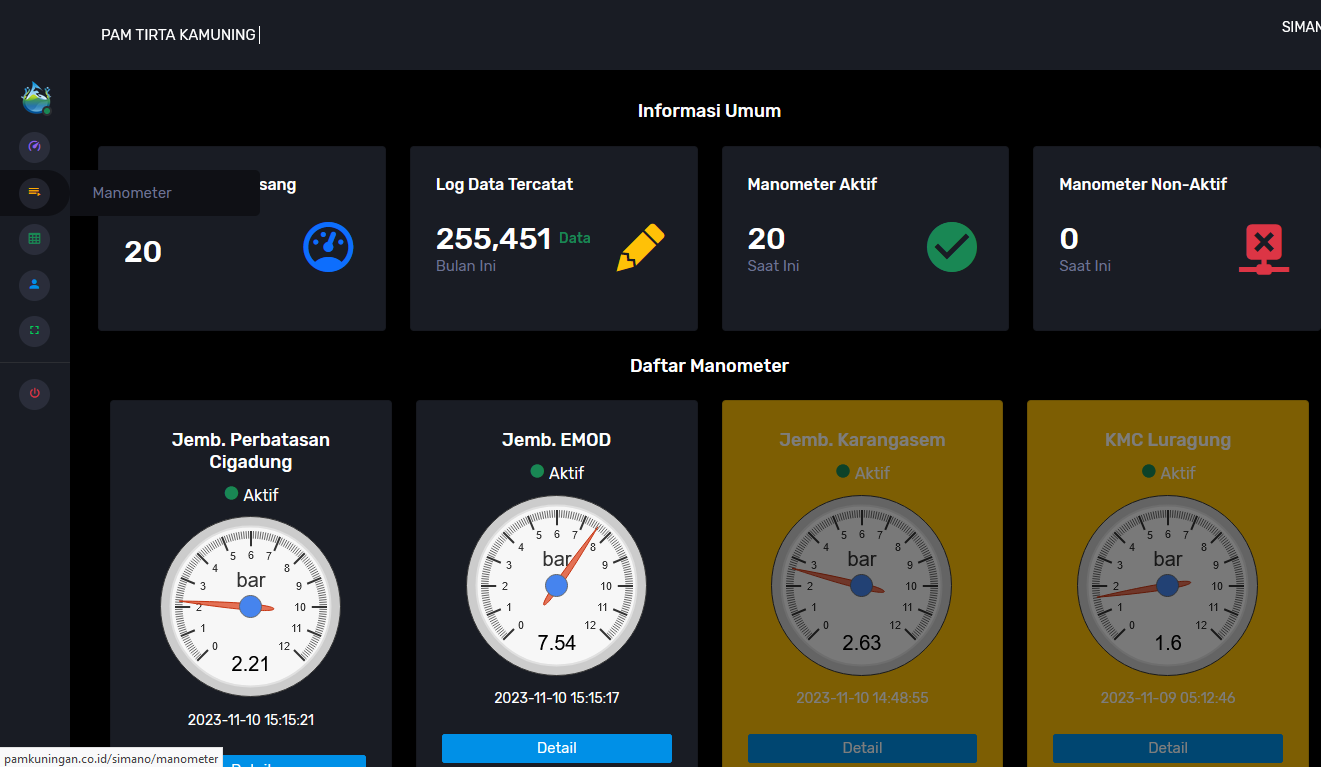 PAM TIRTA KAMUNING
SIMAN
Informasi Umum
Manometer
sang
20
Log Data Tercatat
255,451 Data
Bulan Ini
Manometer Aktif
20
Saat Ini
Manometer Non-Aktif
0
Saat Ini
Daftar Manometer
Jemb. Perbatasan
Cigadung
Aktif
0 1 2 3 4 5 6 7 8 9 10 11 12
bar
2.21
2023-11-10 15:15:21
Jemb. EMOD
Aktif
0 1 2 3 4 5 6 7 8 9 10 11 12
bar
7.54
2023-11-10 15:15:17
Detail
Jemb. Karangasem
Aktif
0 1 2 3 4 5 6 7 8 9 10 11 12
bar
2.63
2023-11-10 14:48:55
Detail
KMC Luragung
Aktif
0 1 2 3 4 5 6 7 8 9 10 11 12
bar
1.6
2023-11-09 05:12:46
Detail
pamkuningan.co.id/simano/manometer